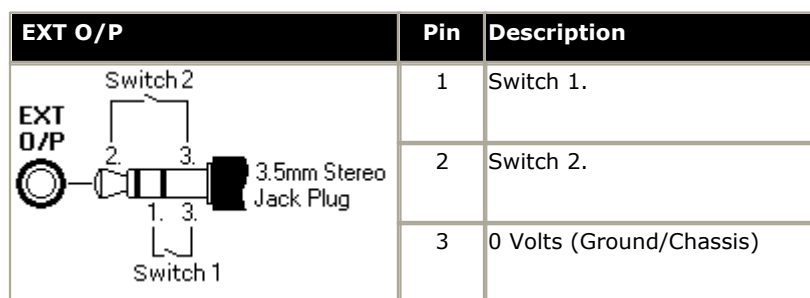 EXT O/P Pin Description
Switch 2
EXT
O/P
2. 3.
3.5mm Stereo
Jack Plug
1. 3.
Switch 1
1 Switch 1.
2 Switch 2.
3 0 Volts (Ground/Chassis)